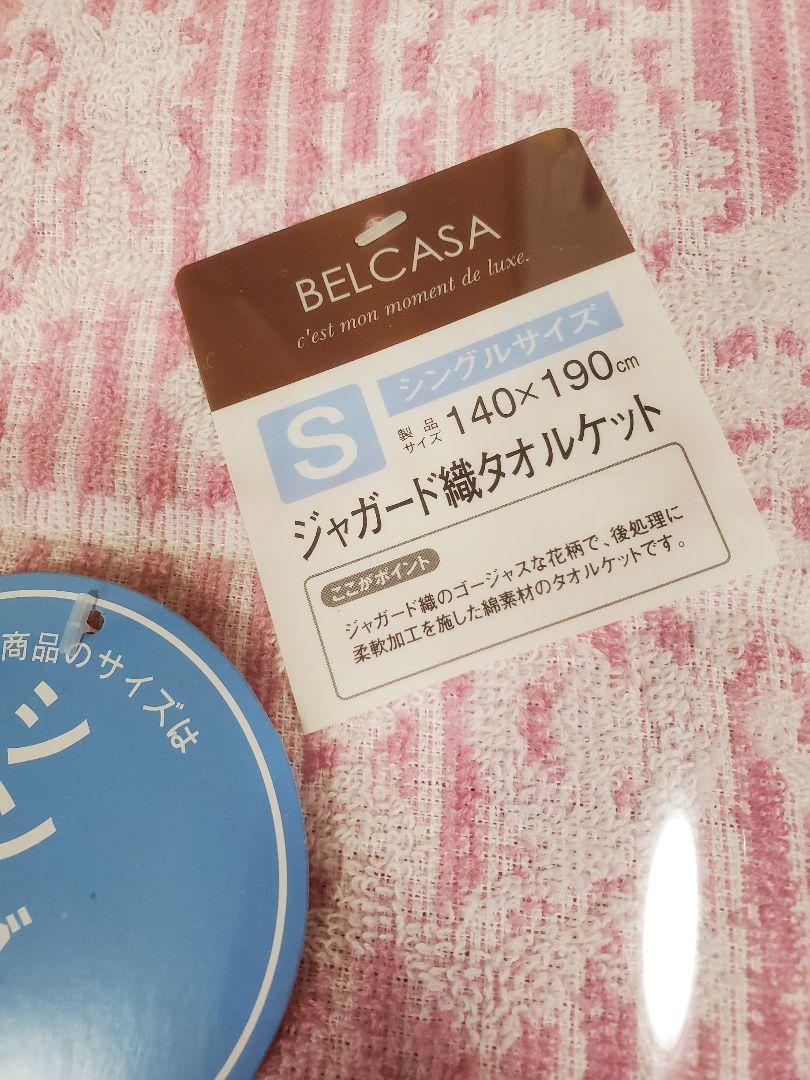 BELCASA
c'est mon moment de luxe.
S
シングルサイズ
製品
サイズ
140×190cm
ジャガード織タオルケット
ここがポイント
ジャガード織のゴージャスな花柄で、後処理に
柔軟加工を施した綿素材のタオルケットです。
商品のサイズは
シング